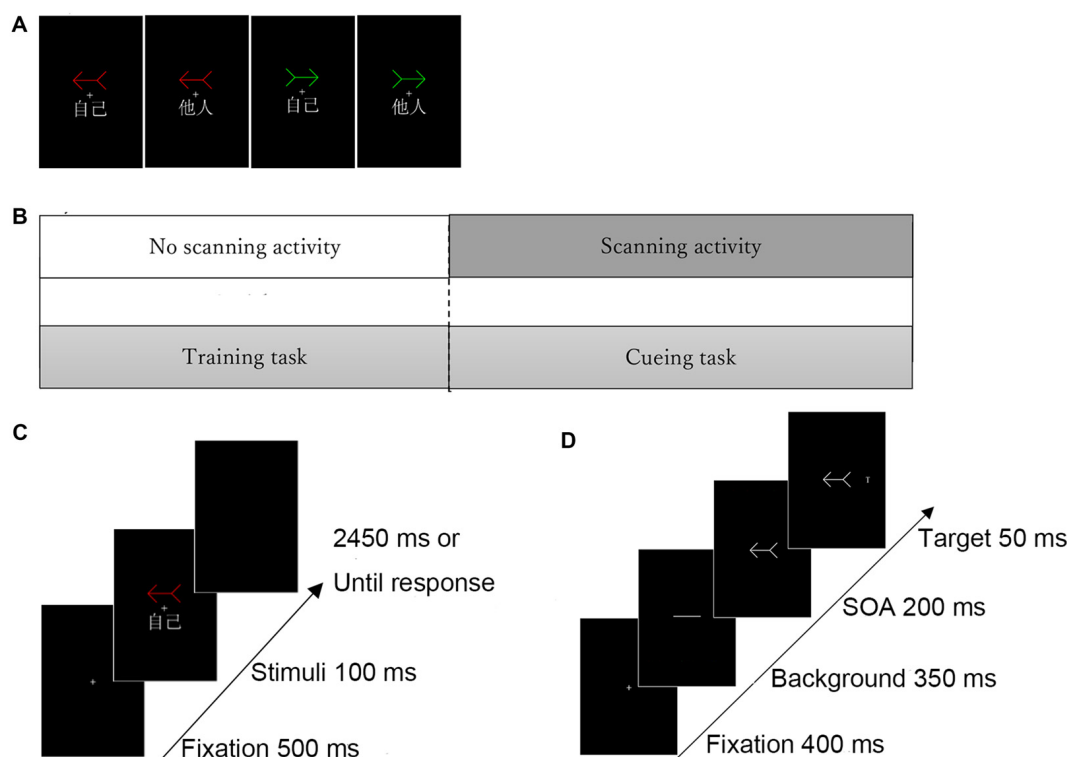 A
自己
他人
自己
他人
B
No scanning activity
Scanning activity
Training task
Cueing task
C
自己
2450 ms or
Until response
Stimuli 100 ms
Fixation 500 ms
D
T
Target 50 ms
SOA 200 ms
Background 350 ms
Fixation 400 ms